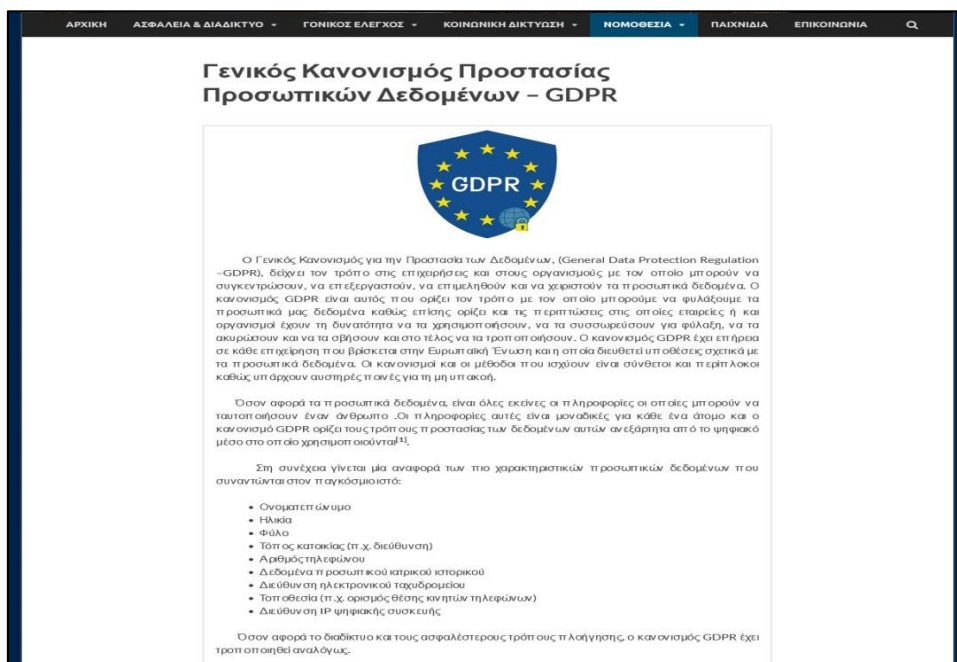 ΑΡΧΙΚΗ ΑΣΦΑΛΕΙΑ & ΔΙΑΔΙΚΤΥΟ ΓΟΝΙΚΟΣ ΕΛΕΓΧΟΣ ΚΟΙΝΩΝΙΚΗ ΔΙΚΤΥΩΣΗ ΝΟΜΟΘΕΣΙΑ ΠΑΙΧΝΙΔΙΑ ΕΠΙΚΟΙΝΩΝΙΑ
Γενικός Κανονισμός Προστασίας
Προσωπικών Δεδομένων – GDPR
GDPR
Ο Γενικός Κανονισμός για την Προστασία των Δεδομένων, (General Data Protection Regulation
–GDPR), δείχνει τον τρόπο στις επιχειρήσεις και στους οργανισμούς με τον οποίο μπορούν να
συγκεντρώσουν, να επεξεργαστούν, να επιμεληθούν και να χειριστούν τα προσωπικά δεδομένα. Ο
κανονισμός GDPR είναι αυτός που ορίζει τον τρόπο με τον οποίο μπορούμε να φυλάξουμε τα
προσωπικά μας δεδομένα καθώς επίσης ορίζει και τις περιπτώσεις στις οποίες εταιρείες ή και
οργανισμοί έχουν τη δυνατότητα να τα χρησιμοποιήσουν, να τα συσσωρεύσουν για φύλαξη, να τα
ακυρώσουν και να τα σβήσουν και στο τέλος να τα τροποποιήσουν. Ο κανονισμός GDPR έχει επήρεια
σε κάθε επιχείρηση που βρίσκεται στην Ευρωπαϊκή Ένωση και η οποία διευθετεί υποθέσεις σχετικά με
τα προσωπικά δεδομένα. Οι κανονισμοί και οι μέθοδοι που ισχύουν είναι σύνθετοι και περίπλοκοι
καθώς υπάρχουν αυστηρές ποινές για τη μη υπακοή.
Όσον αφορά τα προσωπικά δεδομένα, είναι όλες εκείνες οι πληροφορίες οι οποίες μπορούν να
ταυτοποιήσουν έναν άνθρωπο .Οι πληροφορίες αυτές είναι μοναδικές για κάθε ένα άτομο και ο
κανονισμό GDPR ορίζει τους τρόπους προστασίας των δεδομένων αυτών ανεξάρτητα από το ψηφιακό
μέσο στο οποίο χρησιμοποιούνται[1].
Στη συνέχεια γίνεται μία αναφορά των πιο χαρακτηριστικών προσωπικών δεδομένων που
συναντώνται στον παγκόσμιο ιστό:
• Ονοματεπώνυμο
• Ηλικία
• Φύλο
• Τόπος κατοικίας (π.χ. διεύθυνση)
• Αριθμός τηλεφώνου
• Δεδομένα προσωπικού ιατρικού ιστορικού
• Διεύθυνση ηλεκτρονικού ταχυδρομείου
• Τοποθεσία (π.χ. ορισμός θέσης κινητών τηλεφώνων)
• Διεύθυνση IP ψηφιακής συσκευής
Όσον αφορά το διαδίκτυο και τους ασφαλέστερους τρόπους πλοήγησης, ο κανονισμός GDPR έχει
τροποποιηθεί αναλόγως.